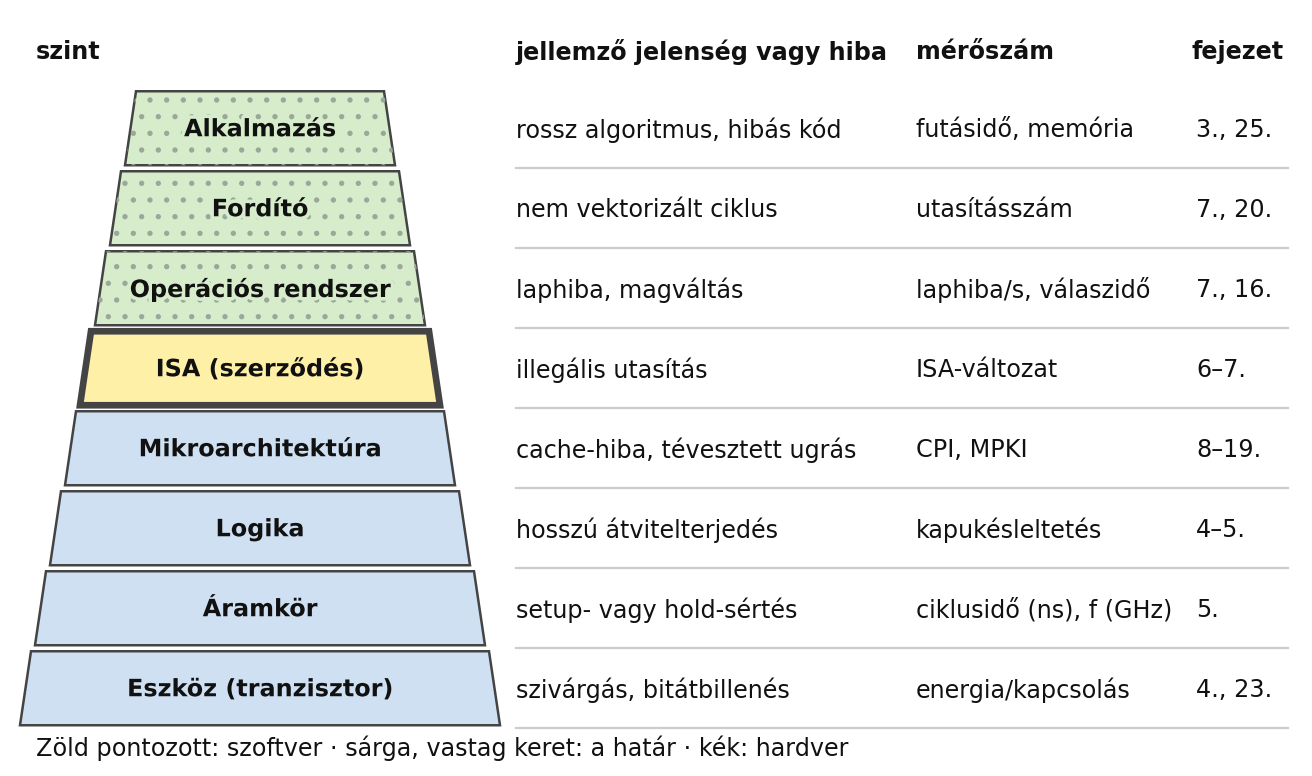 szint jellemző jelenség vagy hiba mérőszám fejezet
Alkalmazás rossz algoritmus, hibás kód futásidő, memória 3., 25.
Fordító nem vektorizált ciklus utasításszám 7., 20.
Operációs rendszer laphiba, magváltás laphiba/s, válaszidő 7., 16.
ISA (szerződés) illegális utasítás ISA-változat 6–7.
Mikroarchitektúra cache-hiba, tévesztett ugrás CPI, MPKI 8–19.
Logika hosszú átvitelterjedés kapukésleltetés 4–5.
Áramkör setup- vagy hold-sértés ciklusidő (ns), f (GHz) 5.
Eszköz (tranzisztor) szivárgás, bitátbillenés energia/kapcsolás 4., 23.
Zöld pontozott: szoftver · sárga, vastag keret: a határ · kék: hardver